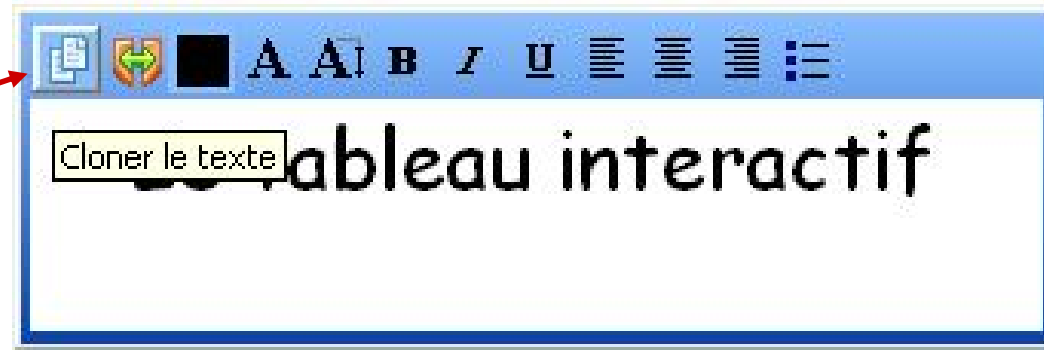 A A B I U
Cloner le texte
ableau interactif